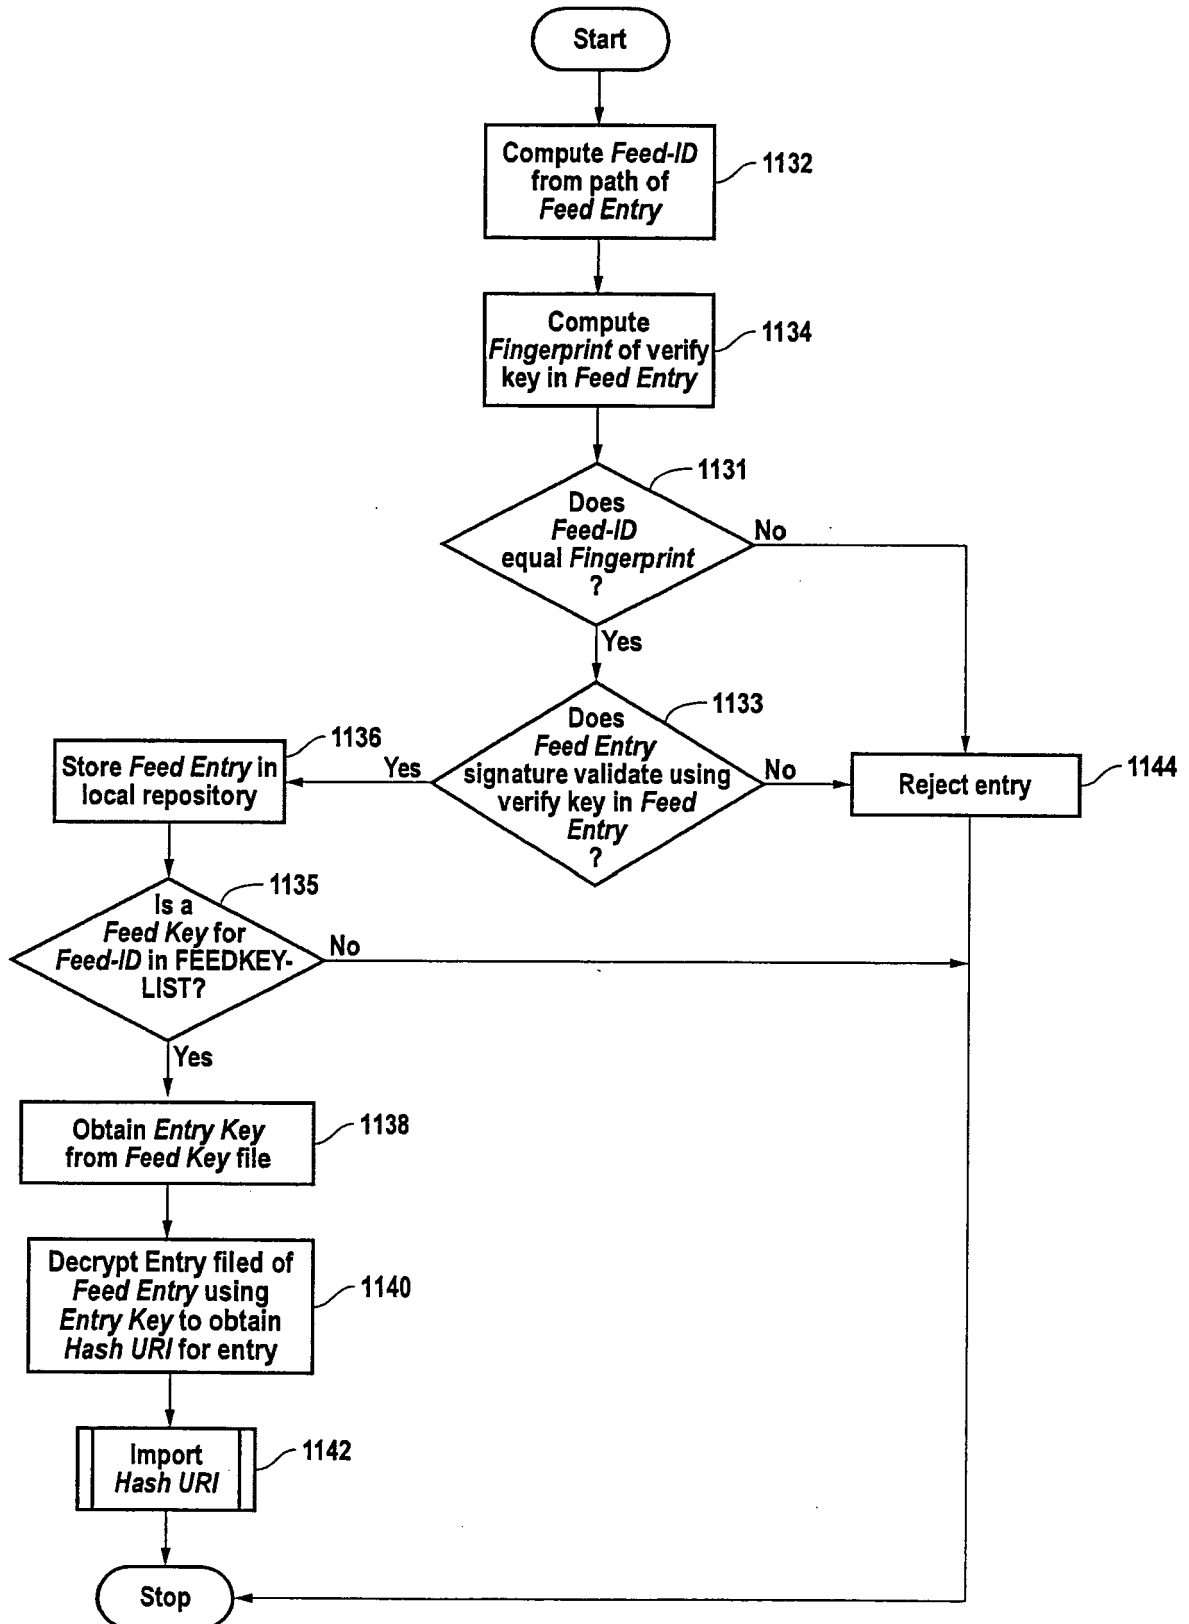 Start
Compute Feed-ID
from path of
Feed Entry
1132
Compute
Fingerprint of verify
key in Feed Entry
1134
1131
Does
Feed-ID
equal Fingerprint
?
No
Yes
1133
Does
Feed Entry
signature validate using
verify key in Feed
Entry
?
Yes
No
1136
Store Feed Entry in
local repository
Reject entry
1144
1135
Is a
Feed Key for
Feed-ID in FEEDKEY-
LIST?
No
Yes
Obtain Entry Key
from Feed Key file
1138
Decrypt Entry filed of
Feed Entry using
Entry Key to obtain
Hash URI for entry
1140
Import
Hash URI
1142
Stop